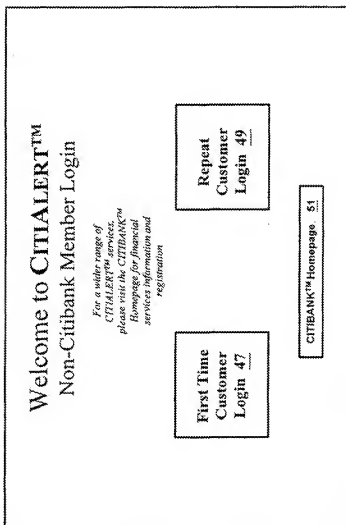 Welcome to CITIALERT™
Non-Citibank Member Login
For a wider range of
CITIALERT™ services,
please visit the CITIBANK™
Homepage for financial
services information and
registration
First Time
Customer
Login 47
Repeat
Customer
Login 49
CITIBANK™ Homepage 51